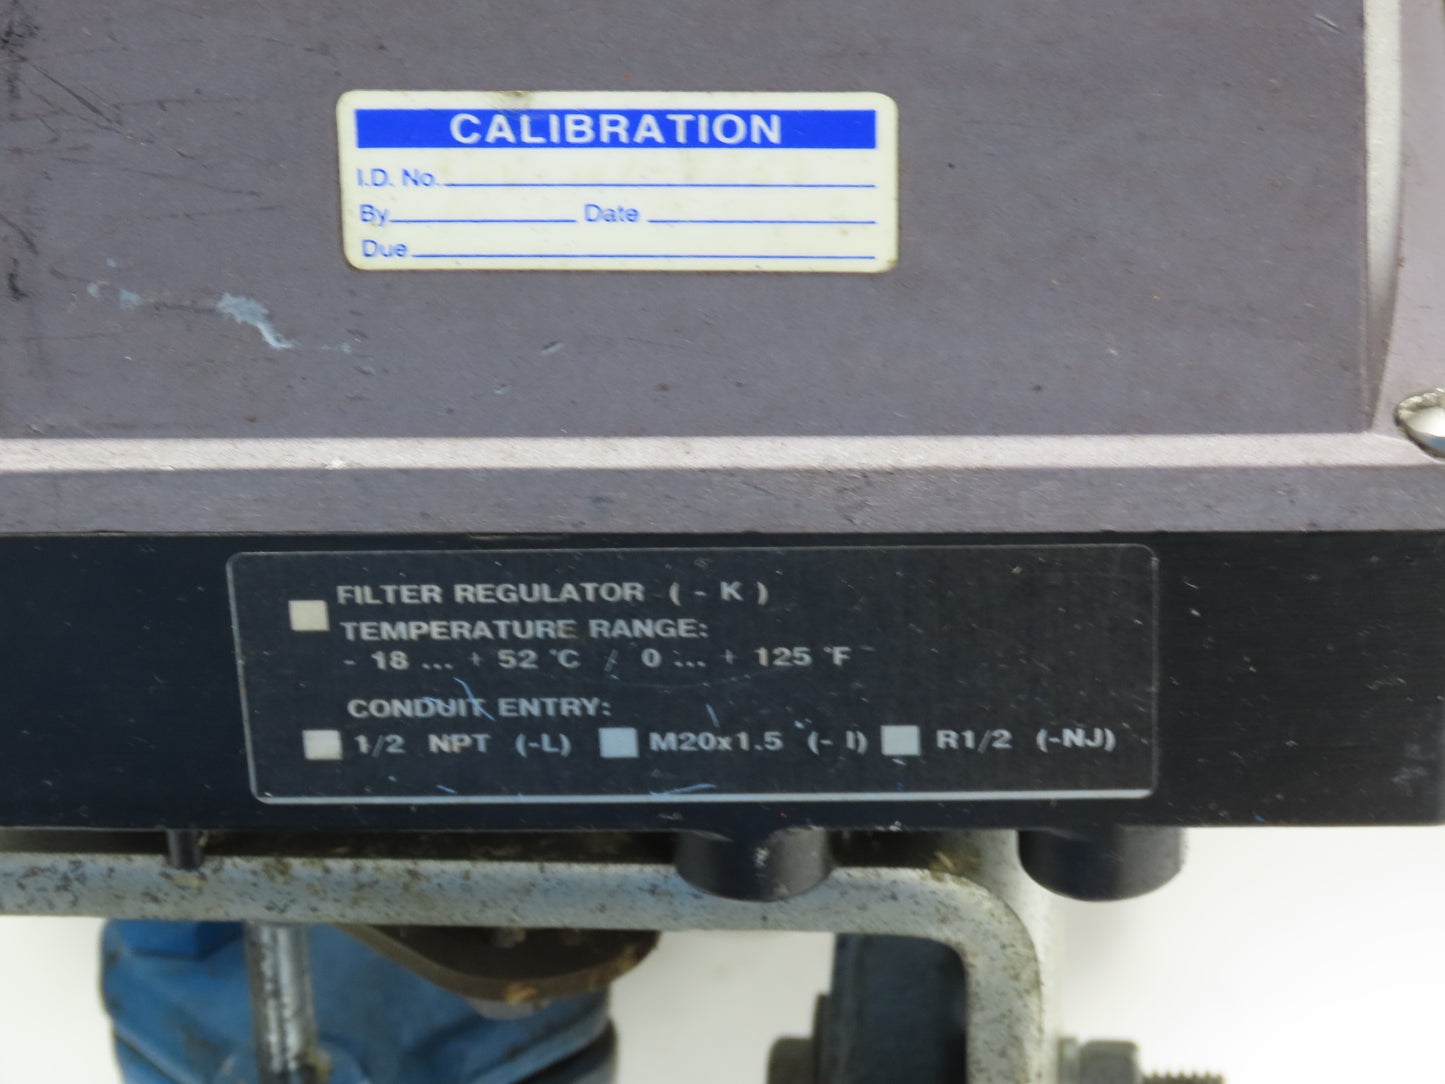 CALIBRATION
I.D. No.
By Date
Due
FILTER REGULATOR ( - K )
TEMPERATURE RANGE:
- 18 ... + 52 °C / 0 ... + 125 °F
CONDUIT ENTRY:
1/2 NPT (-L) M20x1.5 (- I) R1/2 (-NJ)